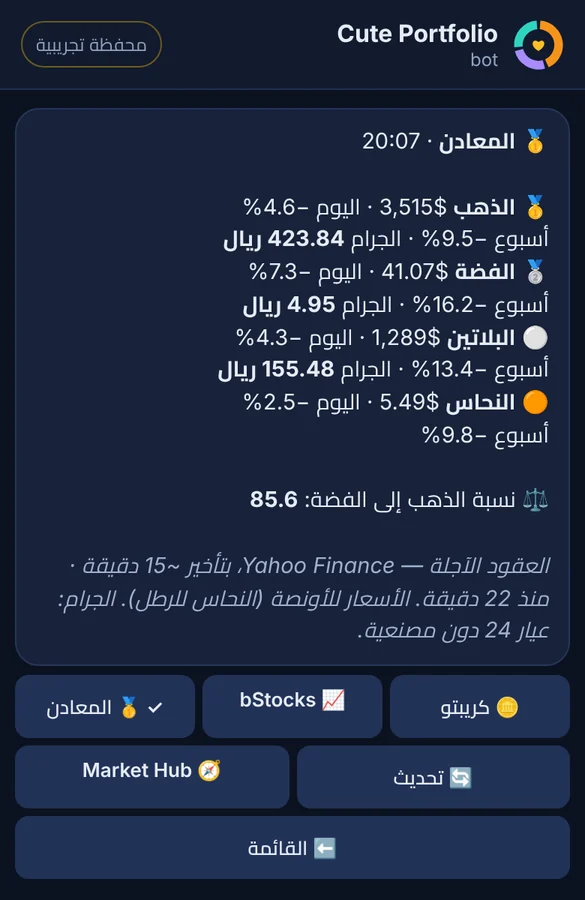 Cute Portfolio
bot
محفظة تجريبية
🥇 المعادن · 20:07
🥇 الذهب $3,515 · اليوم −4.6%
أسبوع −9.5% · الجرام 423.84 ريال
🥈 الفضة $41.07 · اليوم −7.3%
أسبوع −16.2% · الجرام 4.95 ريال
⚪ البلاتين $1,289 · اليوم −4.3%
أسبوع −13.4% · الجرام 155.48 ريال
🟠 النحاس $5.49 · اليوم −2.5%
أسبوع −9.8%
⚖️ نسبة الذهب إلى الفضة: 85.6
العقود الآجلة — Yahoo Finance، بتأخير ~15 دقيقة ·
منذ 22 دقيقة. الأسعار للأونصة (النحاس للرطل). الجرام:
عيار 24 دون مصنعية.
🪙 كريبتو
📈 bStocks
✓ 🥇 المعادن
🔄 تحديث
🧭 Market Hub
⬅️ القائمة